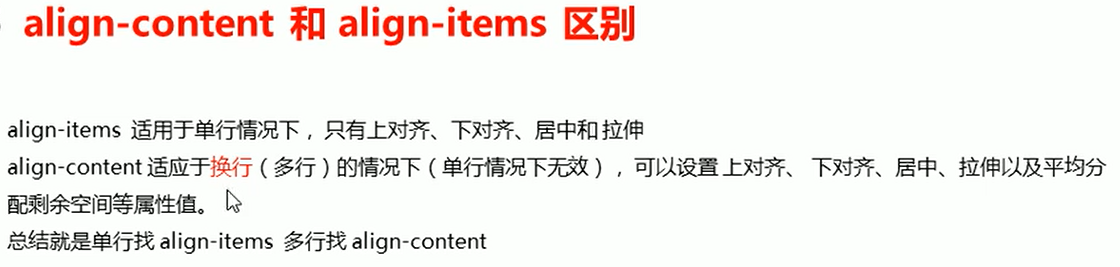 align-content 和 align-items 区别
align-items 适用于单行情况下，只有上对齐、下对齐、居中和 拉伸
align-content 适应于换行（多行）的情况下（单行情况下无效），可以设置 上对齐、 下对齐、居中、拉伸以及平均分
配剩余空间等属性值。
总结就是单行找 align-items 多行找 align-content